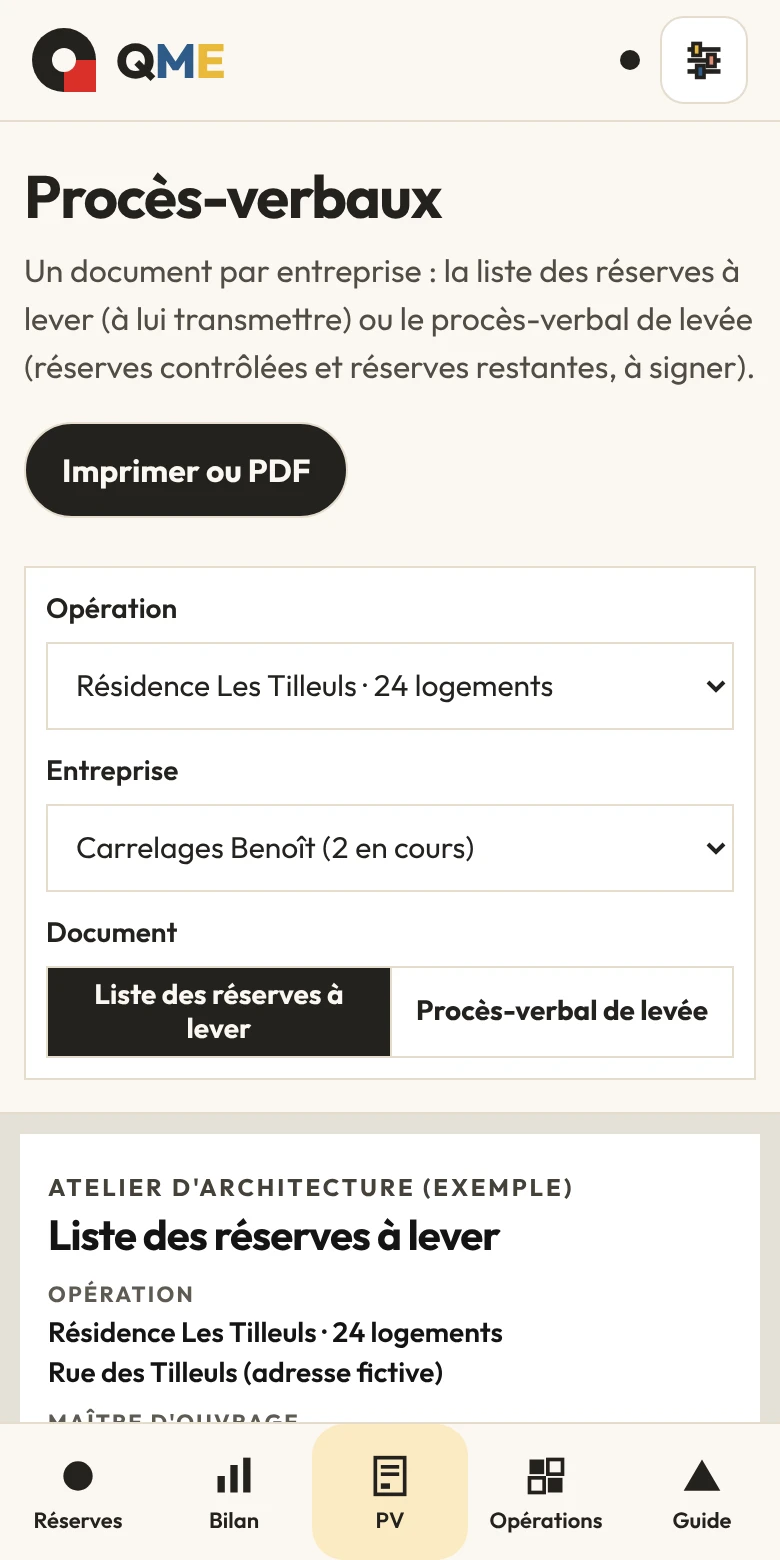 QME
Procès-verbaux
Un document par entreprise : la liste des réserves à
lever (à lui transmettre) ou le procès-verbal de levée
(réserves contrôlées et réserves restantes, à signer).
Imprimer ou PDF
Opération
Résidence Les Tilleuls · 24 logements
Entreprise
Carrelages Benoît (2 en cours)
Document
Liste des réserves à
lever
Procès-verbal de levée
ATELIER D'ARCHITECTURE (EXEMPLE)
Liste des réserves à lever
OPÉRATION
Résidence Les Tilleuls · 24 logements
Rue des Tilleuls (adresse fictive)
MAÎTRE D'OUVRAGE
Réserves
Bilan
PV
Opérations
Guide